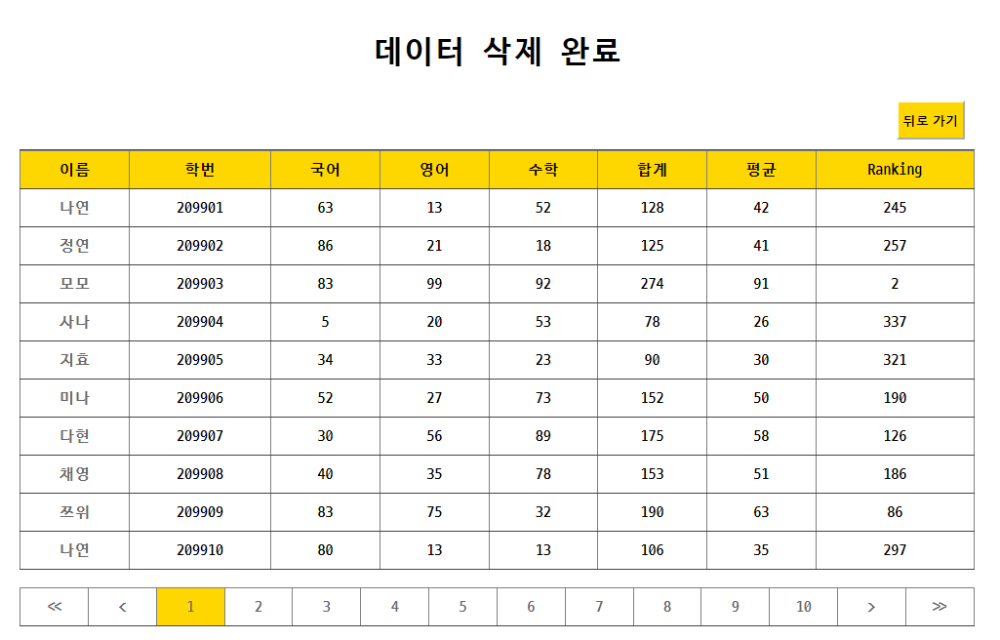 데이터 삭제 완료
뒤로 가기
이름 학번 국어 영어 수학 합계 평균 Ranking
나연 209901 63 13 52 128 42 245
정연 209902 86 21 18 125 41 257
모모 209903 83 99 92 274 91 2
사나 209904 5 20 53 78 26 337
지효 209905 34 33 23 90 30 321
미나 209906 52 27 73 152 50 190
다현 209907 30 56 89 175 58 126
채영 209908 40 35 78 153 51 186
쯔위 209909 83 75 32 190 63 86
나연 209910 80 13 13 106 35 297
<< < 1 2 3 4 5 6 7 8 9 10 > >>